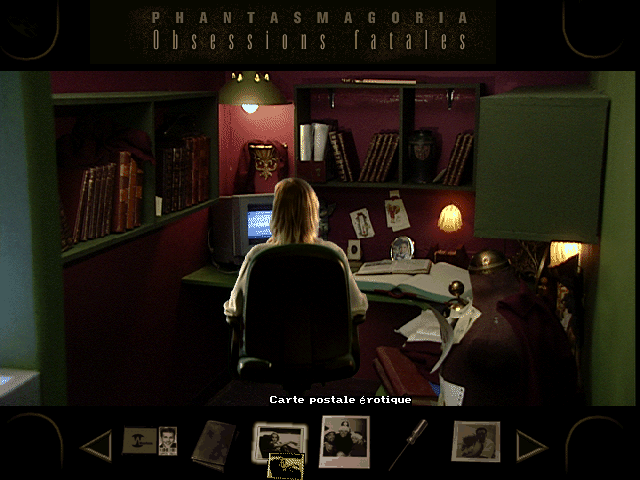 PHANTASMAGORIA
Obsessions fatales
Carte postale érotique